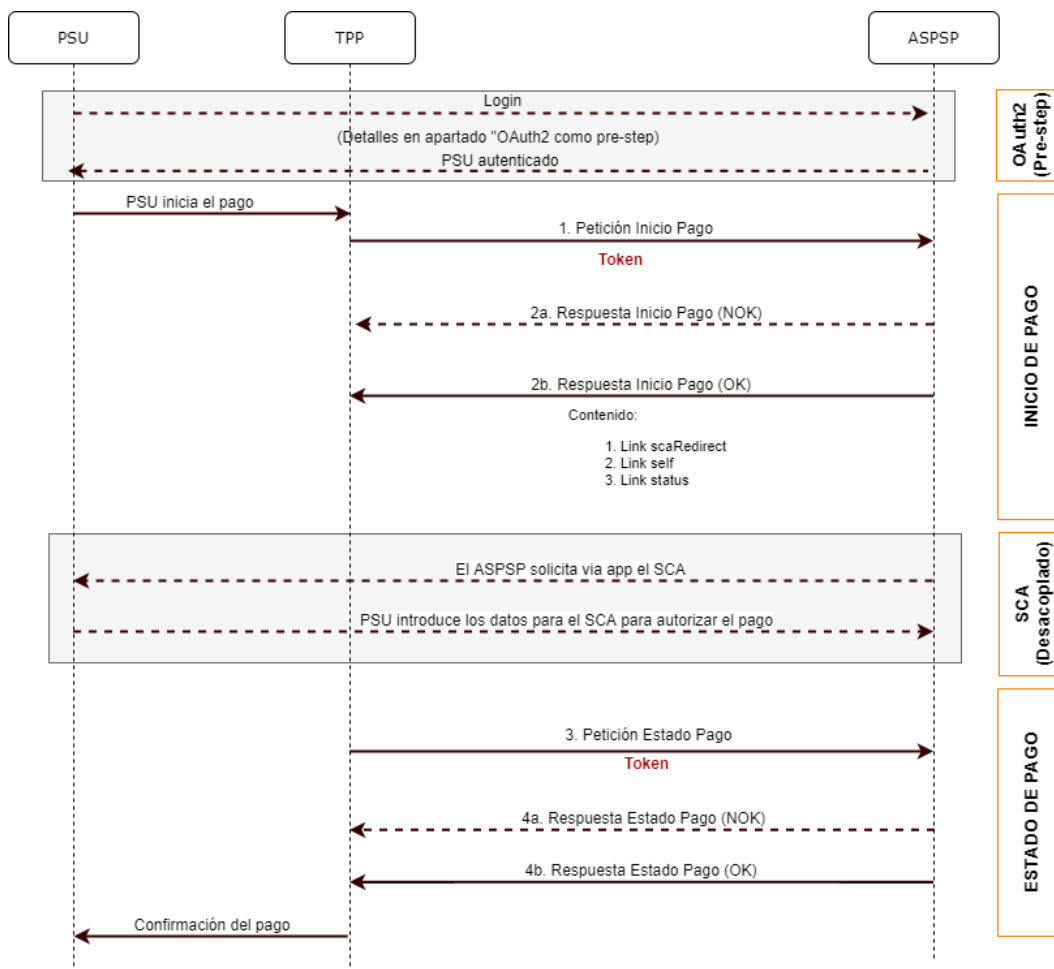 PSU
TPP
ASPSP
Login
(Detalles en apartado "OAuth2 como pre-step)
PSU autenticado
OAuth2
(Pre-step)
PSU inicia el pago
1. Petición Inicio Pago
Token
2a. Respuesta Inicio Pago (NOK)
2b. Respuesta Inicio Pago (OK)
Contenido:
1. Link scaRedirect
2. Link self
3. Link status
INICIO DE PAGO
El ASPSP solicita via app el SCA
PSU introduce los datos para el SCA para autorizar el pago
SCA
(Desacoplado)
3. Petición Estado Pago
Token
4a. Respuesta Estado Pago (NOK)
4b. Respuesta Estado Pago (OK)
Confirmación del pago
ESTADO DE PAGO